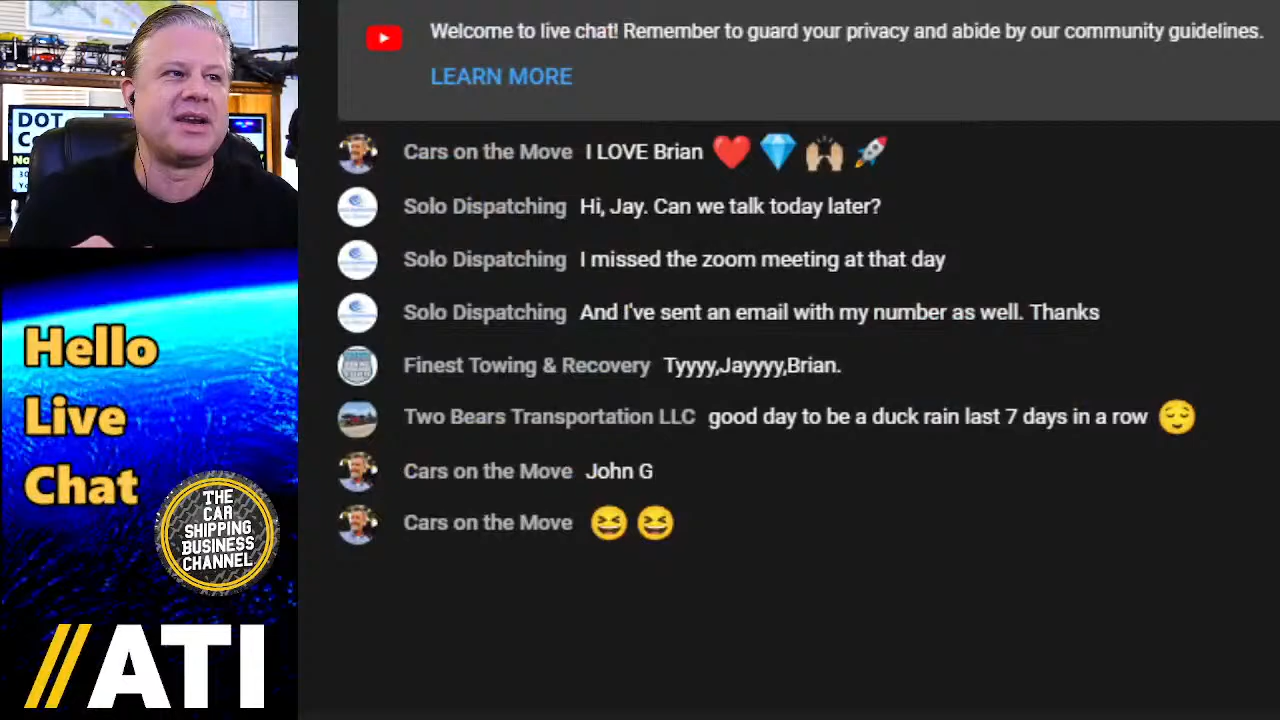 Welcome to live chat! Remember to guard your privacy and abide by our community guidelines.
LEARN MORE
Cars on the Move I LOVE Brian ❤️ 💎 🙌🏼 🚀
Solo Dispatching Hi, Jay. Can we talk today later?
Solo Dispatching I missed the zoom meeting at that day
Solo Dispatching And I've sent an email with my number as well. Thanks
Finest Towing & Recovery Tyyyy,Jayyyy,Brian.
Two Bears Transportation LLC good day to be a duck rain last 7 days in a row 😌
Cars on the Move John G
Cars on the Move 😆 😆
DOT
Hello
Live
Chat
THE
CAR
SHIPPING
BUSINESS
CHANNEL
//ATI